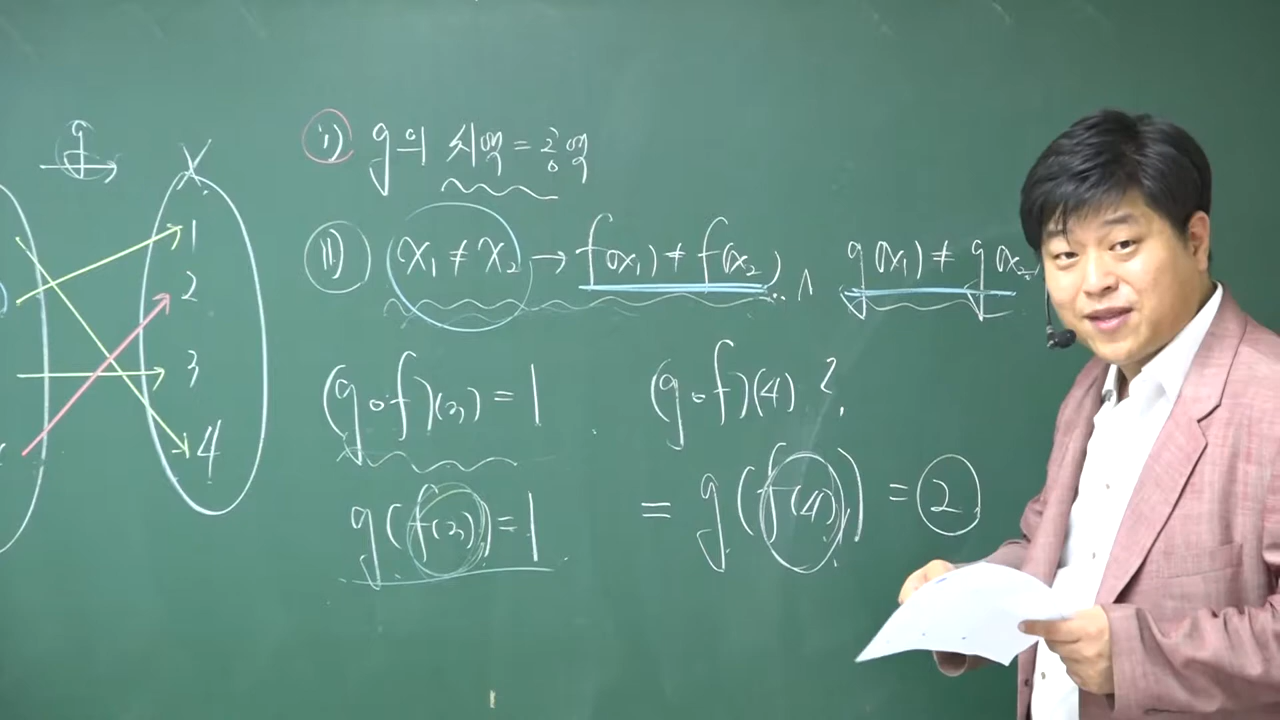 g
X
1
2
3
4
i) g의 치역 = 공역
ii) x₁ ≠ x₂ → f(x₁) ≠ f(x₂) ∧ g(x₁) ≠ g(x₂
(g∘f)(3) = 1
(g∘f)(4) ?
g(f(3)) = 1
= g(f(4)) = 2